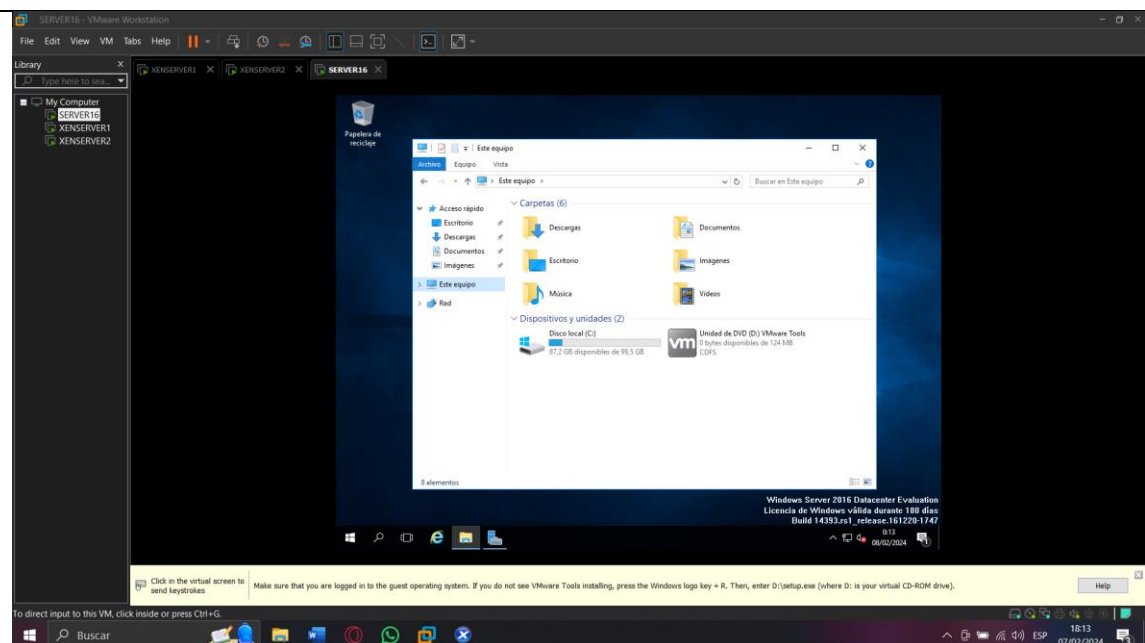 SERVER16 - VMware Workstation
File Edit View VM Tabs Help
Library X
Type here to sea...
XENSERVER1 X XENSERVER2 X SERVER16 X
My Computer
SERVER16
XENSERVER1
XENSERVER2
Papelera de
reciclaje
Este equipo
Archivo Equipo Vista
Este equipo
Buscar en Este equipo
Acceso rápido
Escritorio
Descargas
Documentos
Imágenes
Este equipo
Red
Carpetas (6)
Descargas Documentos
Escritorio Imágenes
Música Vídeos
Dispositivos y unidades (2)
Disco local (C:)
87,2 GB disponibles de 99,5 GB
vm
Unidad de DVD (D:) VMware Tools
0 bytes disponibles de 124 MB
CDFS
8 elementos
Windows Server 2016 Datacenter Evaluation
Licencia de Windows válida durante 180 días
Build 14393.rs1_release.161220-1747
0:13
08/02/2024
Click in the virtual screen to
send keystrokes
Make sure that you are logged in to the guest operating system. If you do not see VMware Tools installing, press the Windows logo key + R. Then, enter D:\setup.exe (where D: is your virtual CD-ROM drive).
Help
To direct input to this VM, click inside or press Ctrl+G.
Buscar
ESP
18:13
07/02/2024